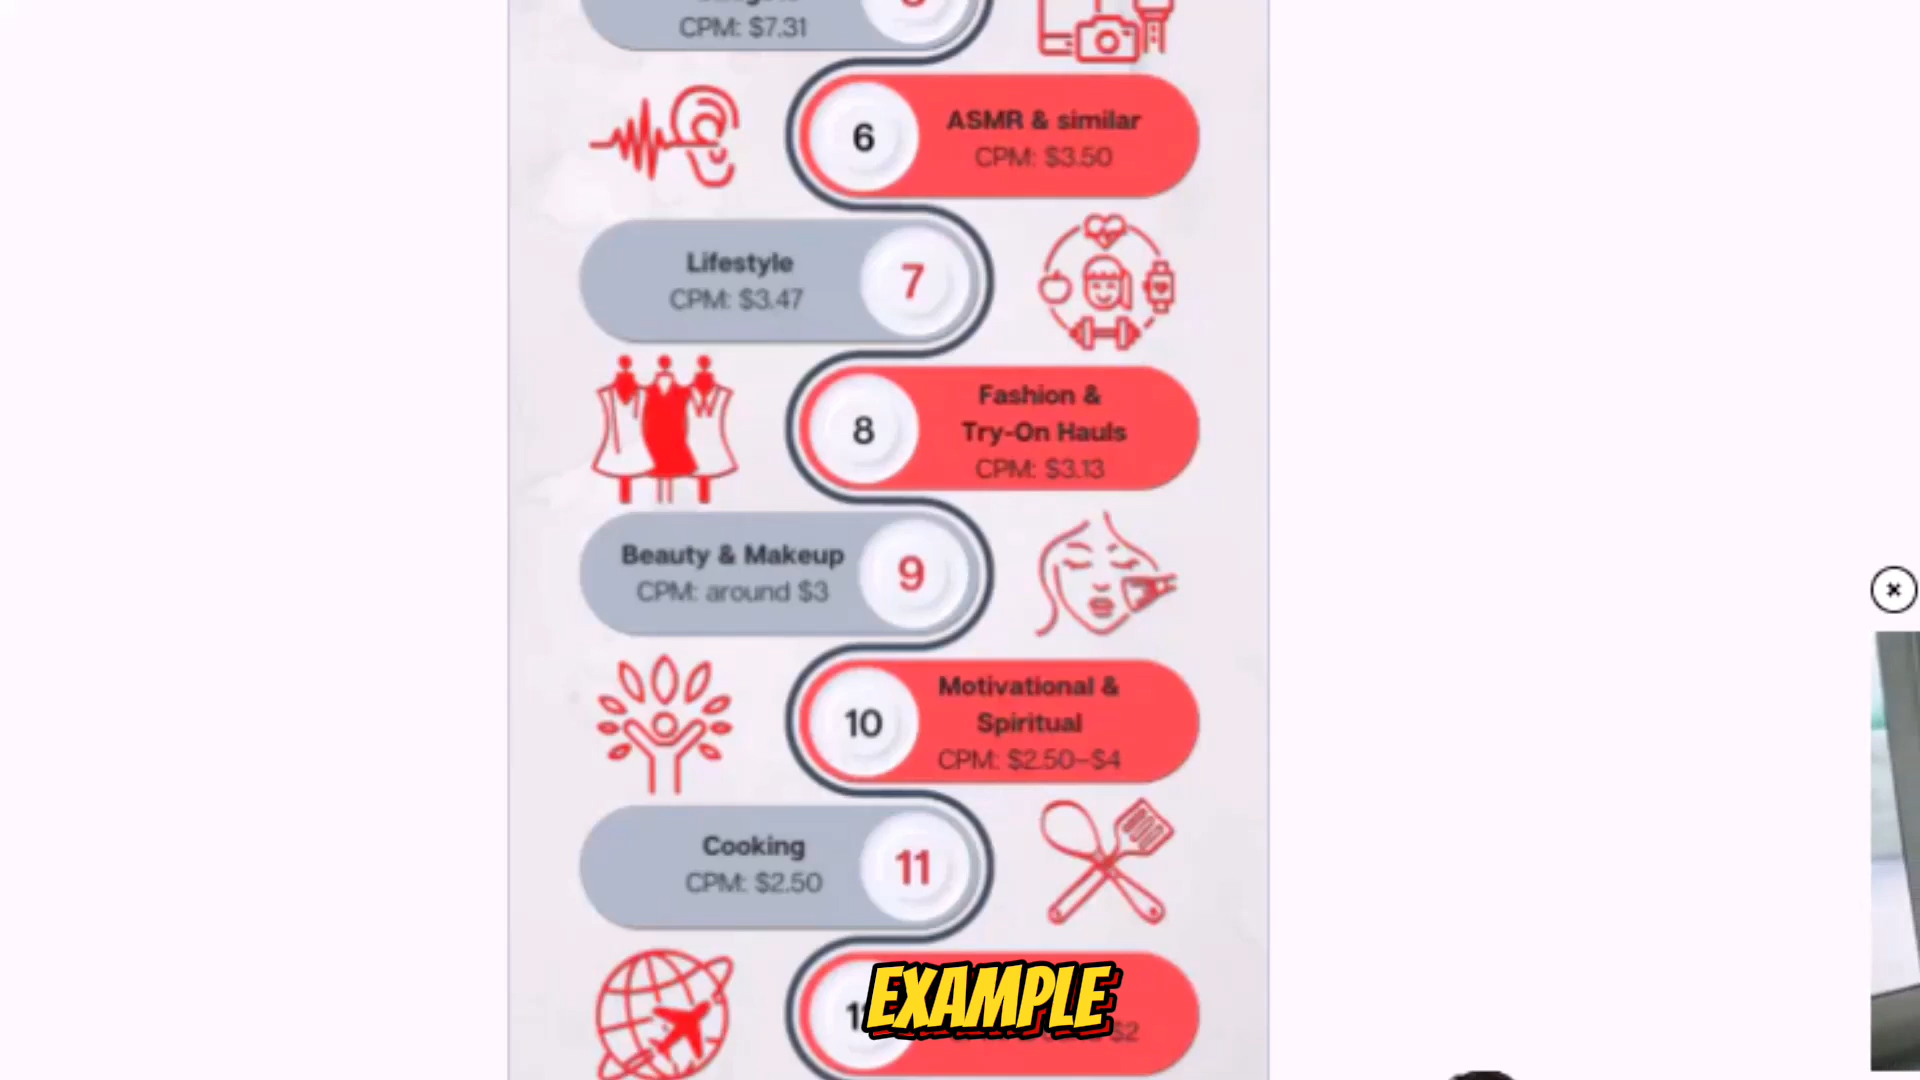 CPM: $7.31
6
ASMR & similar
CPM: $3.50
Lifestyle
CPM: $3.47
7
8
Fashion &
Try-On Hauls
CPM: $3.13
Beauty & Makeup
CPM: around $3
9
10
Motivational &
Spiritual
CPM: $2.50–$4
Cooking
CPM: $2.50
11
EXAMPLE
$2